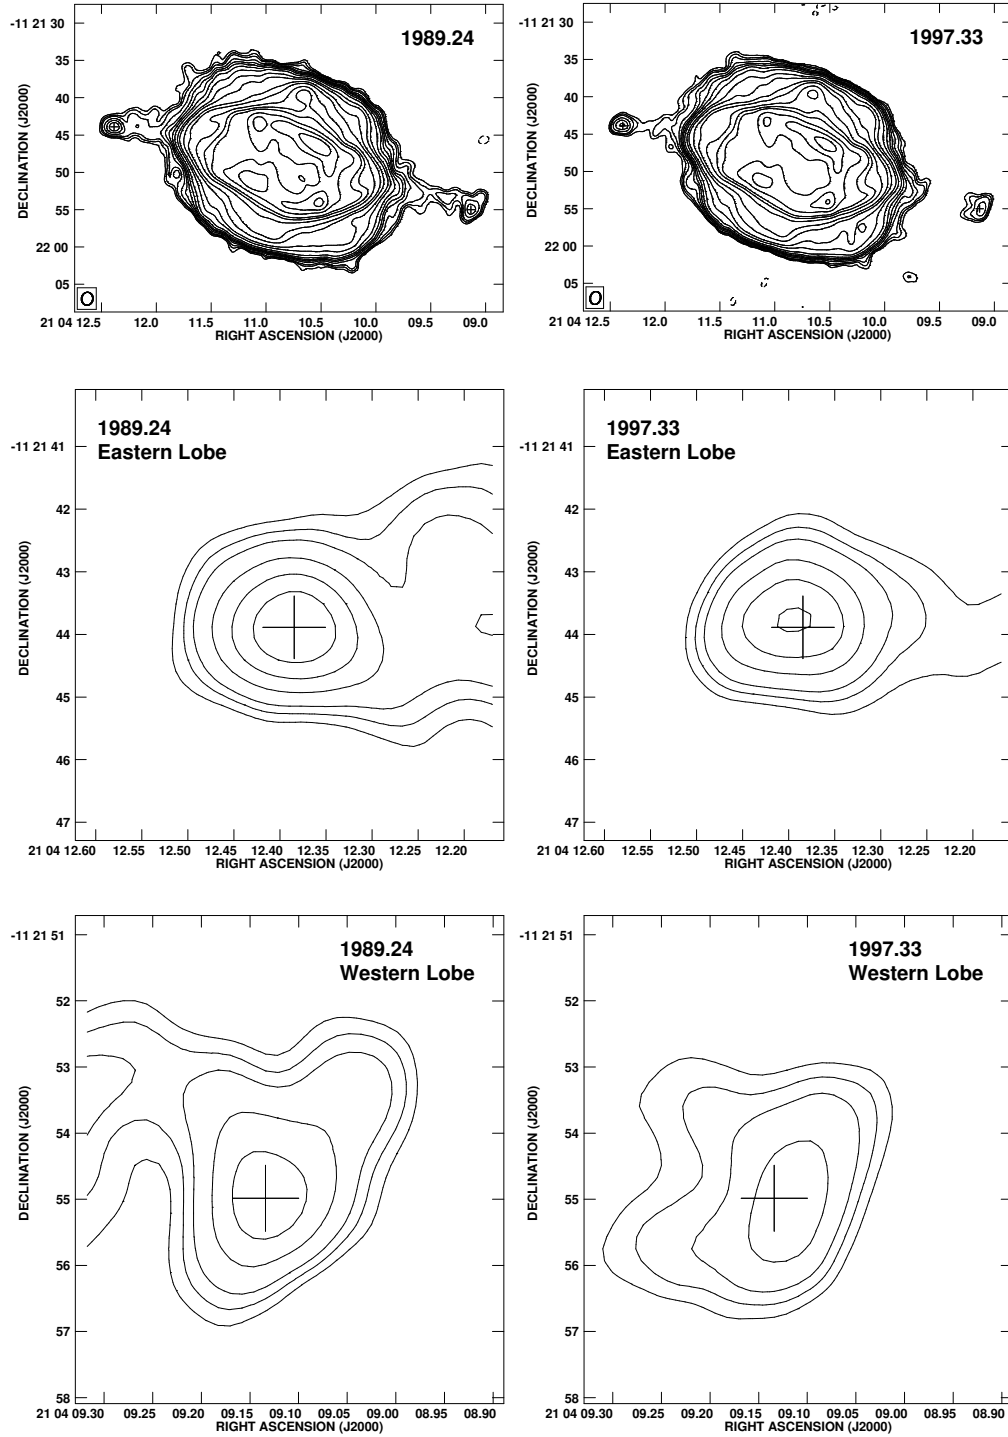 1989.24
-11 21 30
35
40
45
50
55
22 00
05
DECLINATION (J2000)
21 04 12.5 12.0 11.5 11.0 10.5 10.0 09.5 09.0
RIGHT ASCENSION (J2000)
1997.33
-11 21 30
35
40
45
50
55
22 00
05
DECLINATION (J2000)
21 04 12.5 12.0 11.5 11.0 10.5 10.0 09.5 09.0
RIGHT ASCENSION (J2000)
1989.24
Eastern Lobe
-11 21 41
42
43
44
45
46
47
DECLINATION (J2000)
21 04 12.60 12.55 12.50 12.45 12.40 12.35 12.30 12.25 12.20
RIGHT ASCENSION (J2000)
1997.33
Eastern Lobe
-11 21 41
42
43
44
45
46
47
DECLINATION (J2000)
21 04 12.60 12.55 12.50 12.45 12.40 12.35 12.30 12.25 12.20
RIGHT ASCENSION (J2000)
1989.24
Western Lobe
-11 21 51
52
53
54
55
56
57
58
DECLINATION (J2000)
21 04 09.30 09.25 09.20 09.15 09.10 09.05 09.00 08.95 08.90
RIGHT ASCENSION (J2000)
1997.33
Western Lobe
-11 21 51
52
53
54
55
56
57
58
DECLINATION (J2000)
21 04 09.30 09.25 09.20 09.15 09.10 09.05 09.00 08.95 08.90
RIGHT ASCENSION (J2000)